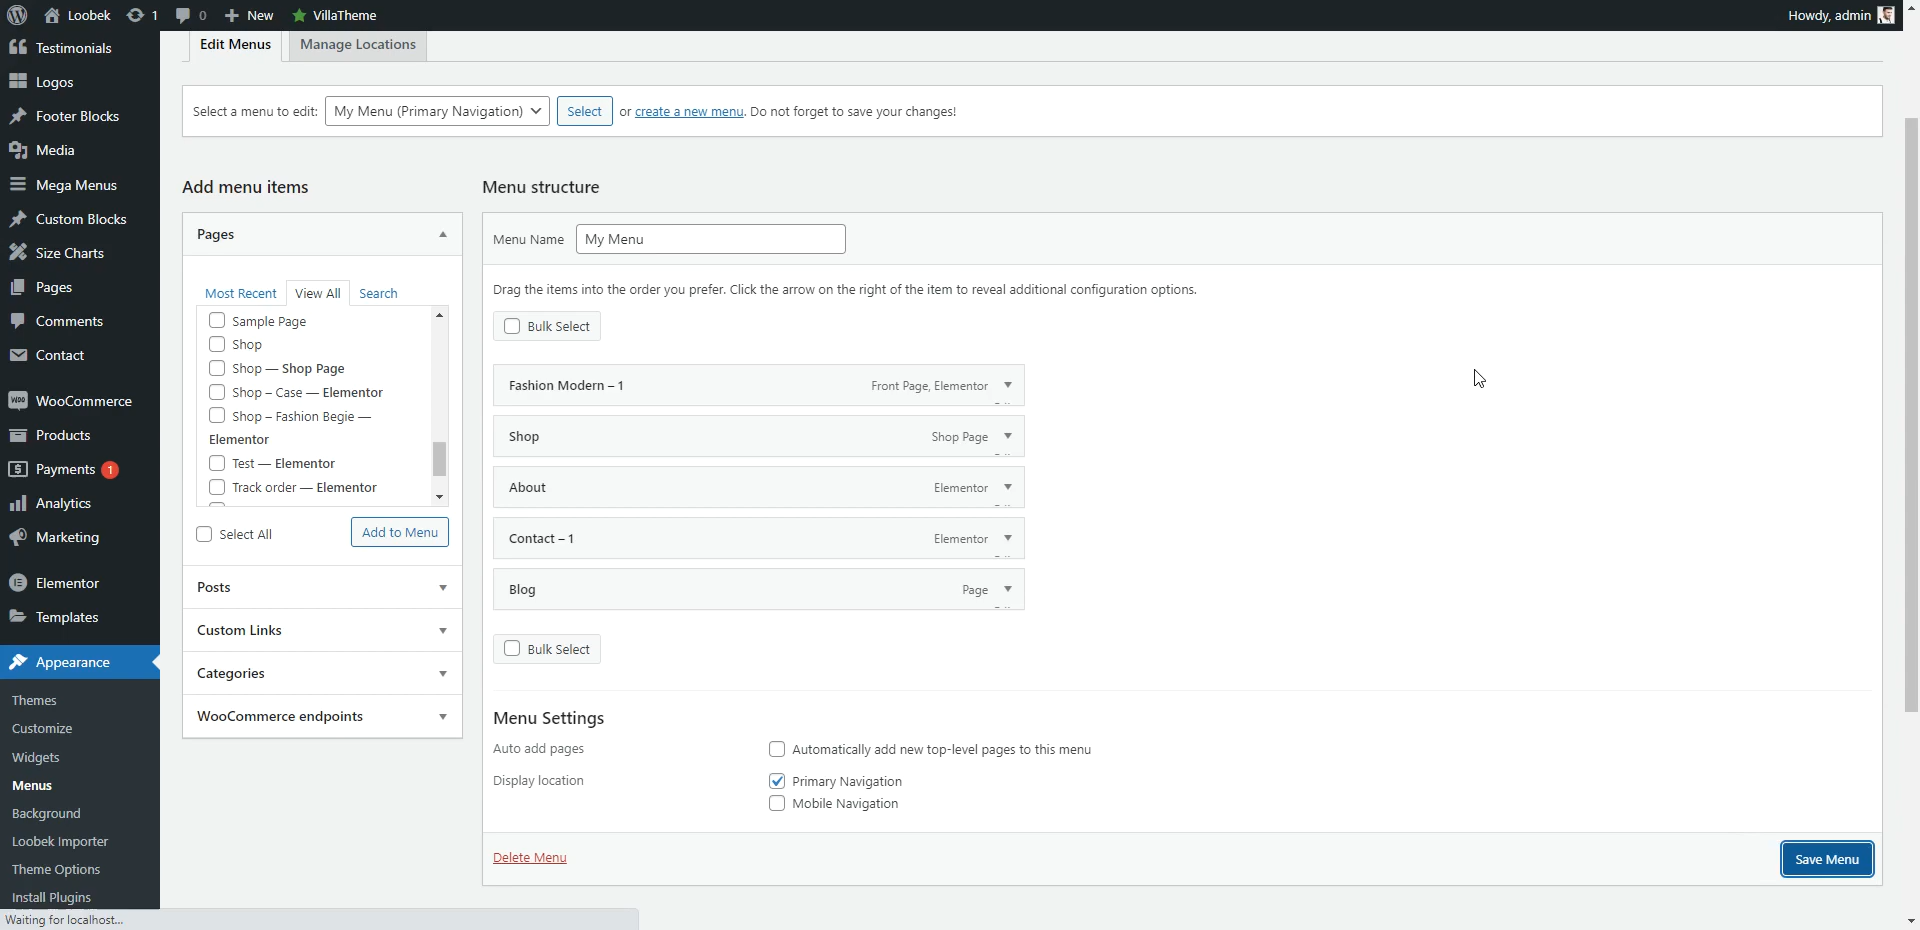 Loobek 1 0 New VillaTheme Howdy, admin
Testimonials
Logos
Footer Blocks
Media
Mega Menus
Custom Blocks
Size Charts
Pages
Comments
Contact
WOO WooCommerce
Products
Payments 1
Analytics
Marketing
Elementor
Templates
Appearance
Themes
Customize
Widgets
Menus
Background
Loobek Importer
Theme Options
Install Plugins
Waiting for localhost...
Edit Menus Manage Locations
Select a menu to edit: My Menu (Primary Navigation) Select or create a new menu. Do not forget to save your changes!
Add menu items
Pages
Most Recent View All Search
Sample Page
Shop
Shop — Shop Page
Shop – Case — Elementor
Shop – Fashion Begie —
Elementor
Test — Elementor
Track order — Elementor
Select All Add to Menu
Posts
Custom Links
Categories
WooCommerce endpoints
Menu structure
Menu Name My Menu
Drag the items into the order you prefer. Click the arrow on the right of the item to reveal additional configuration options.
Bulk Select
Fashion Modern – 1 Front Page, Elementor
Shop Shop Page
About Elementor
Contact – 1 Elementor
Blog Page
Bulk Select
Menu Settings
Auto add pages Automatically add new top-level pages to this menu
Display location Primary Navigation
Mobile Navigation
Delete Menu Save Menu